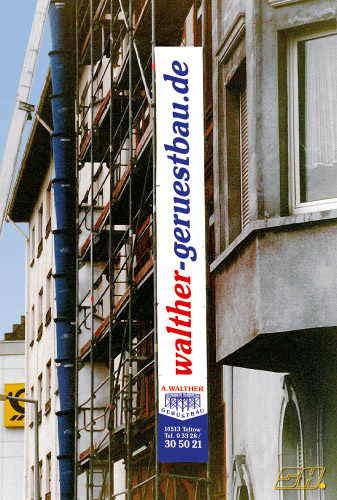 walther-geruestbau.de
A. WALTHER
GERÜSTBAU
14513 Teltow
Tel. 0 33 28 /
30 50 21